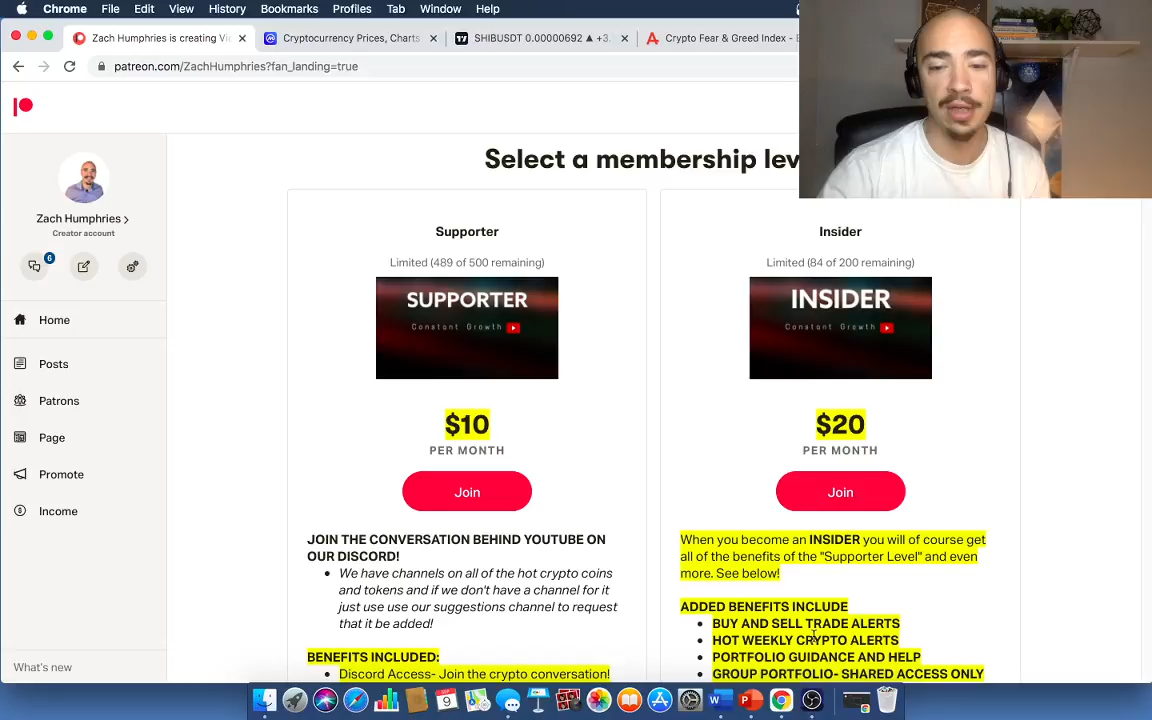 Chrome File Edit View History Bookmarks Profiles Tab Window Help
Zach Humphries is creating Vi
Cryptocurrency Prices, Charts
SHIBUSDT 0.00000692 ▲ +3.
Crypto Fear & Greed Index -
patreon.com/ZachHumphries?fan_landing=true
Zach Humphries
Creator account
6
Home
Posts
Patrons
Page
Promote
Income
What's new
Select a membership lev
Supporter
Limited (489 of 500 remaining)
SUPPORTER
Constant Growth
$10
PER MONTH
Join
JOIN THE CONVERSATION BEHIND YOUTUBE ON
OUR DISCORD!
• We have channels on all of the hot crypto coins
and tokens and if we don't have a channel for it
just use use our suggestions channel to request
that it be added!
BENEFITS INCLUDED:
• Discord Access- Join the crypto conversation!
Insider
Limited (84 of 200 remaining)
INSIDER
Constant Growth
$20
PER MONTH
Join
When you become an INSIDER you will of course get
all of the benefits of the "Supporter Level" and even
more. See below!
ADDED BENEFITS INCLUDE
• BUY AND SELL TRADE ALERTS
• HOT WEEKLY CRYPTO ALERTS
• PORTFOLIO GUIDANCE AND HELP
• GROUP PORTFOLIO- SHARED ACCESS ONLY
9